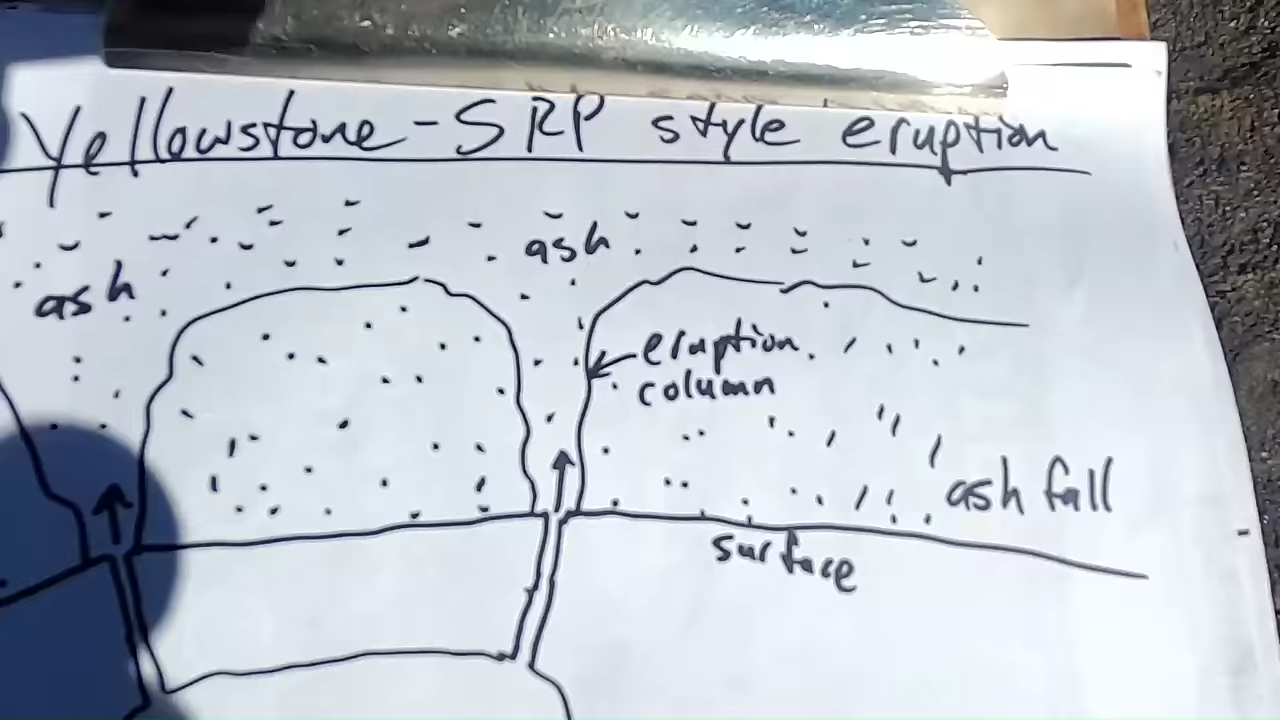 Yellowstone-SRP style eruption
ash
ash
eruption
column
ash fall
surface